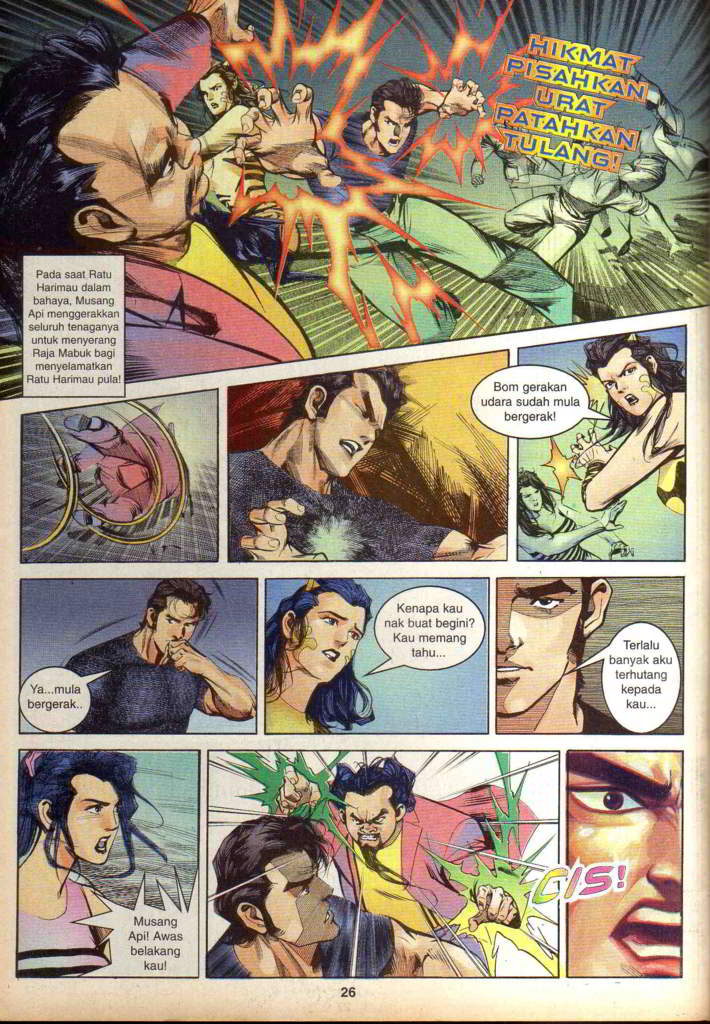 HIKMAT
PISAHKAN
URAT
PATAHKAN
TULANG!
Pada saat Ratu
Harimau dalam
bahaya, Musang
Api menggerakkan
seluruh tenaganya
untuk menyerang
Raja Mabuk bagi
menyelamatkan
Ratu Harimau pula!
Bom gerakan
udara sudah mula
bergerak!
Ya...mula
bergerak..
Kenapa kau
nak buat begini?
Kau memang
tahu...
Terlalu
banyak aku
terhutang
kepada
kau...
Musang
Api! Awas
belakang
kau!
CIS!
26